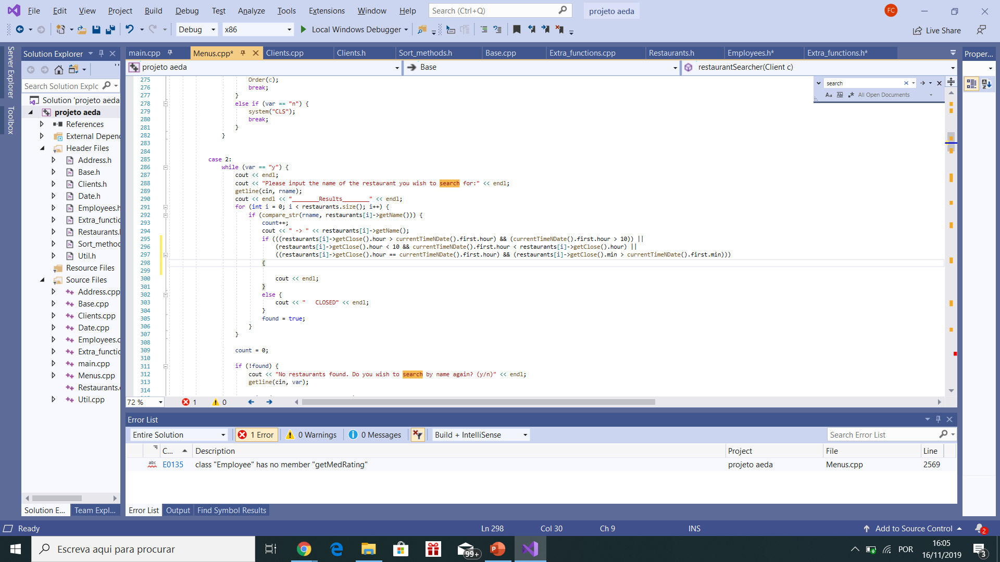 File Edit View Project Build Debug Test Analyze Tools Extensions Window Help Search (Ctrl+Q) projeto aeda FC
Debug x86 Local Windows Debugger Live Share
Server Explorer
Toolbox
Solution Explorer
Search Solution Explc
Solution 'projeto aeda
projeto aeda
References
External Depend
Header Files
Address.h
Base.h
Clients.h
Date.h
Employees.h
Extra_functio
Restaurants.
Sort_method
Util.h
Resource Files
Source Files
Address.cpp
Base.cpp
Clients.cpp
Date.cpp
Employees.c
Extra_functio
main.cpp
Menus.cpp
Restaurants.
Util.cpp
Solution E... Team Expl...
main.cpp Menus.cpp* Clients.cpp Clients.h Sort_methods.h Base.cpp Extra_functions.cpp Restaurants.h Employees.h* Extra_functions.h* Proper...
projeto aeda Base restaurantSearcher(Client c)
search
Aa Ab All Open Documents
275 Order(c);
276 break;
277 }
278 else if (var == "n") {
279 system("CLS");
280 break;
281 }
282 }
283
284
285 case 2:
286 while (var == "y") {
287 cout << endl;
288 cout << "Please input the name of the restaurant you wish to search for:" << endl;
289 getline(cin, rname);
290 cout << endl << "________Results________" << endl;
291 for (int i = 0; i < restaurants.size(); i++) {
292 if (compare_str(rname, restaurants[i]->getName())) {
293 count++;
294 cout << " -> " << restaurants[i]->getName();
295 if (((restaurants[i]->getClose().hour > currentTimeNDate().first.hour) && (currentTimeNDate().first.hour > 10)) ||
296 (restaurants[i]->getClose().hour < 10 && currentTimeNDate().first.hour < restaurants[i]->getClose().hour) ||
297 ((restaurants[i]->getClose().hour == currentTimeNDate().first.hour) && (restaurants[i]->getClose().min > currentTimeNDate().first.min)))
298 {
299
300 cout << endl;
301 }
302 else {
303 cout << "   CLOSED" << endl;
304 }
305 found = true;
306 }
307 }
308
309 count = 0;
310
311 if (!found) {
312 cout << "No restaurants found. Do you wish to search by name again? (y/n)" << endl;
313 getline(cin, var);
314
72 % 1 0
Error List
Entire Solution 1 Error 0 Warnings 0 Messages Build + IntelliSense Search Error List
C... Description Project File Line
abc E0135 class "Employee" has no member "getMedRating" projeto aeda Menus.cpp 2569
Error List Output Find Symbol Results
Ready Ln 298 Col 30 Ch 9 INS Add to Source Control 2
Escreva aqui para procurar 99+ POR 16:05
16/11/2019 3